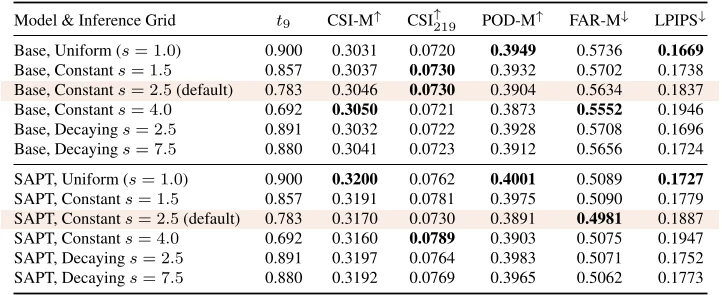 Model & Inference Grid t₉ CSI-M↑ CSI↑₂₁₉ POD-M↑ FAR-M↓ LPIPS↓
Base, Uniform (s = 1.0) 0.900 0.3031 0.0720 0.3949 0.5736 0.1669
Base, Constant s = 1.5 0.857 0.3037 0.0730 0.3932 0.5702 0.1738
Base, Constant s = 2.5 (default) 0.783 0.3046 0.0730 0.3904 0.5634 0.1837
Base, Constant s = 4.0 0.692 0.3050 0.0721 0.3873 0.5552 0.1946
Base, Decaying s = 2.5 0.891 0.3032 0.0722 0.3928 0.5708 0.1696
Base, Decaying s = 7.5 0.880 0.3041 0.0723 0.3912 0.5656 0.1724
SAPT, Uniform (s = 1.0) 0.900 0.3200 0.0762 0.4001 0.5089 0.1727
SAPT, Constant s = 1.5 0.857 0.3191 0.0781 0.3975 0.5090 0.1779
SAPT, Constant s = 2.5 (default) 0.783 0.3170 0.0730 0.3891 0.4981 0.1887
SAPT, Constant s = 4.0 0.692 0.3160 0.0789 0.3903 0.5075 0.1947
SAPT, Decaying s = 2.5 0.891 0.3197 0.0764 0.3983 0.5071 0.1752
SAPT, Decaying s = 7.5 0.880 0.3192 0.0769 0.3965 0.5062 0.1773